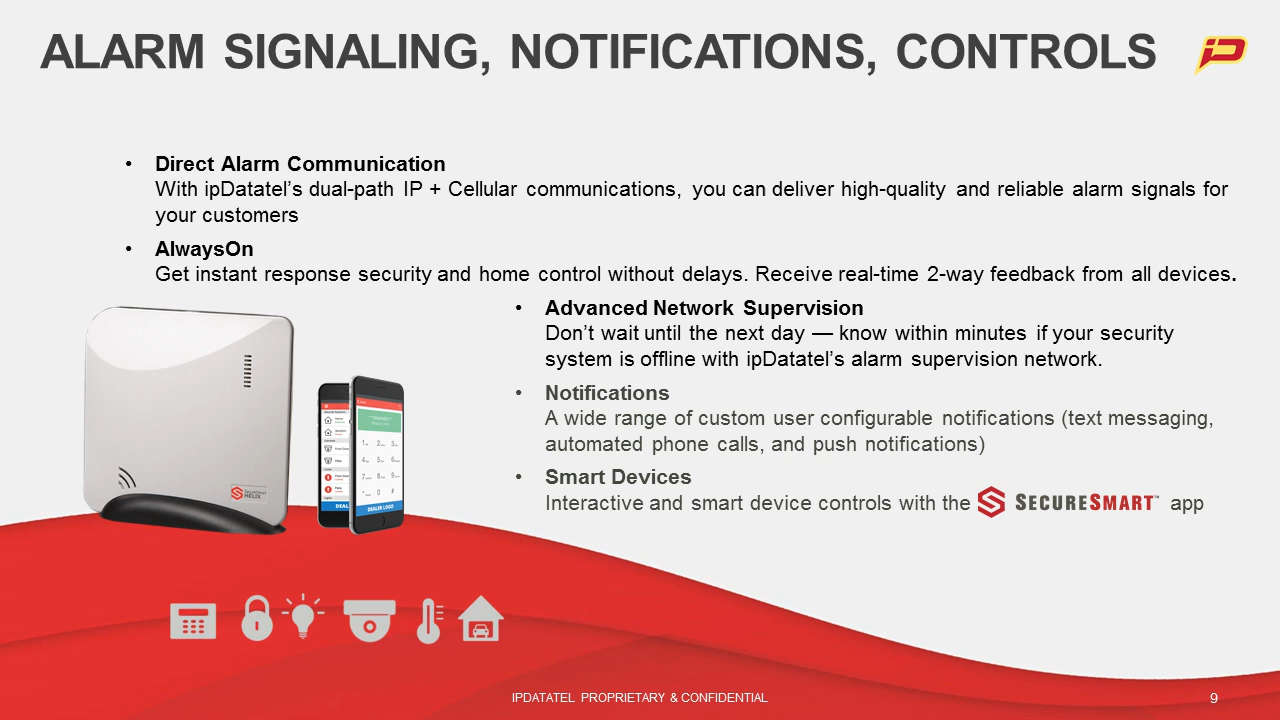 ALARM SIGNALING, NOTIFICATIONS, CONTROLS
• Direct Alarm Communication
With ipDatatel’s dual-path IP + Cellular communications, you can deliver high-quality and reliable alarm signals for
your customers
• AlwaysOn
Get instant response security and home control without delays. Receive real-time 2-way feedback from all devices.
• Advanced Network Supervision
Don’t wait until the next day — know within minutes if your security
system is offline with ipDatatel’s alarm supervision network.
• Notifications
A wide range of custom user configurable notifications (text messaging,
automated phone calls, and push notifications)
• Smart Devices
Interactive and smart device controls with the SECURESMART™ app
SECURESMART
HELIX
DEALER LOGO
IPDATATEL PROPRIETARY & CONFIDENTIAL
9